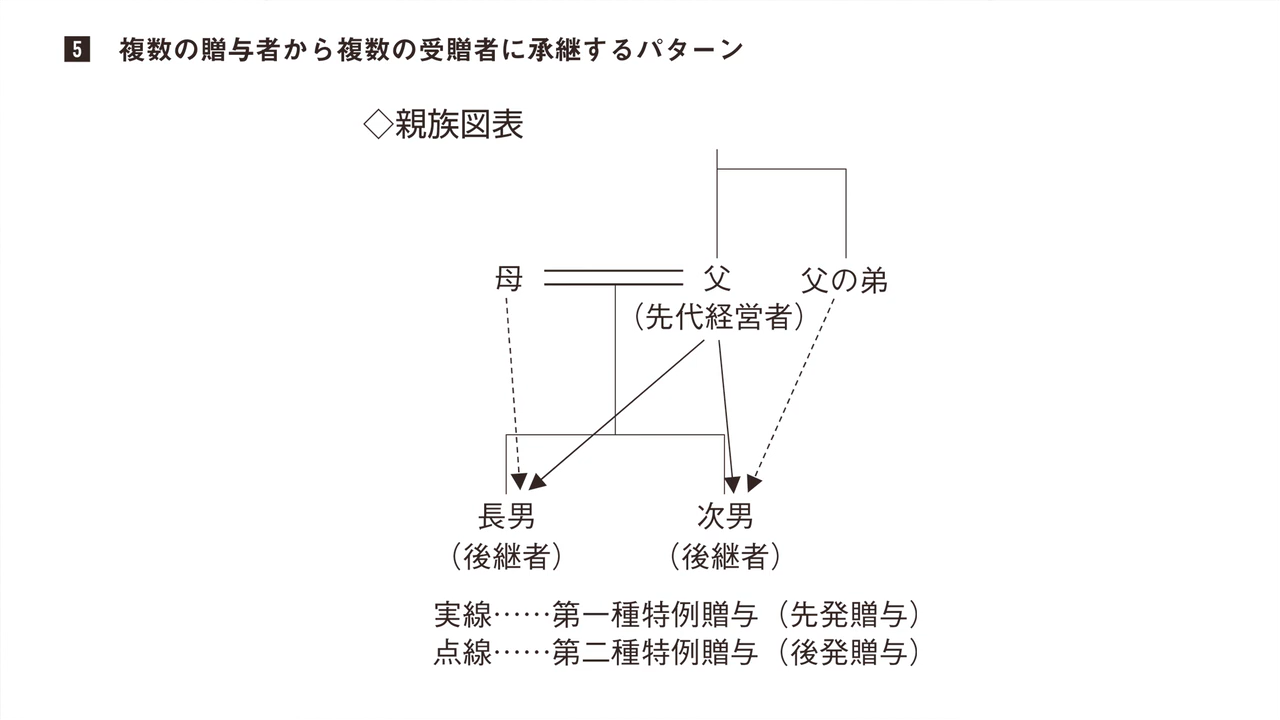 5 複数の贈与者から複数の受贈者に承継するパターン
◇親族図表
母 父 父の弟
（先代経営者）
長男 次男
（後継者） （後継者）
実線……第一種特例贈与（先発贈与）
点線……第二種特例贈与（後発贈与）